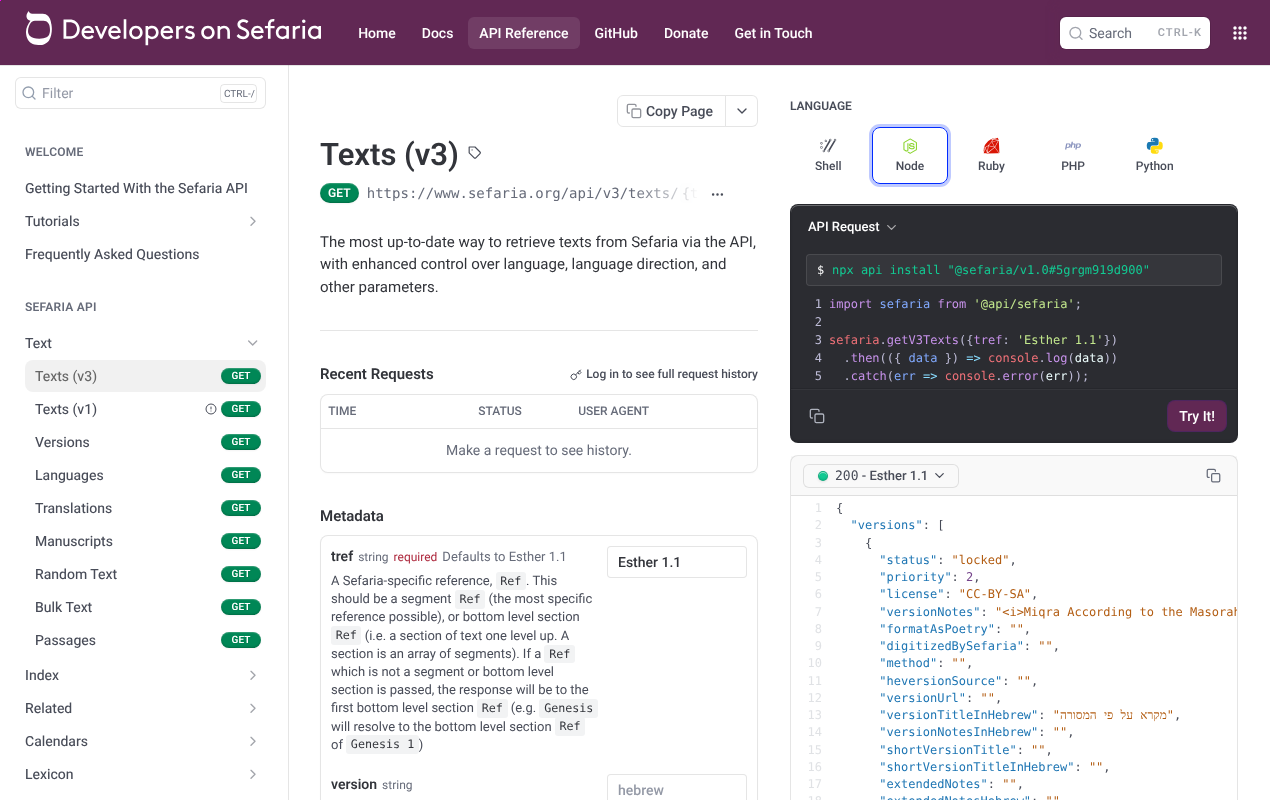 Developers on Sefaria
Home Docs API Reference GitHub Donate Get in Touch
Search CTRL-K
Filter CTRL-/
WELCOME
Getting Started With the Sefaria API
Tutorials
Frequently Asked Questions
SEFARIA API
Text
Texts (v3) GET
Texts (v1) GET
Versions GET
Languages GET
Translations GET
Manuscripts GET
Random Text GET
Bulk Text GET
Passages GET
Index
Related
Calendars
Lexicon
Copy Page
Texts (v3)
GET https://www.sefaria.org/api/v3/texts/
The most up-to-date way to retrieve texts from Sefaria via the API,
with enhanced control over language, language direction, and
other parameters.
Recent Requests
Log in to see full request history
TIME STATUS USER AGENT
Make a request to see history.
Metadata
tref string required Defaults to Esther 1.1
Esther 1.1
A Sefaria-specific reference, Ref . This
should be a segment Ref (the most specific
reference possible), or bottom level section
Ref (i.e. a section of text one level up. A
section is an array of segments). If a Ref
which is not a segment or bottom level
section is passed, the response will be to the
first bottom level section Ref (e.g. Genesis
will resolve to the bottom level section Ref
of Genesis 1 )
version string
hebrew
LANGUAGE
Shell Node Ruby PHP Python
API Request
$ npx api install "@sefaria/v1.0#5grgm919d900"
1 import sefaria from '@api/sefaria';
2
3 sefaria.getV3Texts({tref: 'Esther 1.1'})
4 .then(({ data }) => console.log(data))
5 .catch(err => console.error(err));
Try It!
200 - Esther 1.1
1 {
2 "versions": [
3 {
4 "status": "locked",
5 "priority": 2,
6 "license": "CC-BY-SA",
7 "versionNotes": "<i>Miqra According to the Masorah
8 "formatAsPoetry": "",
9 "digitizedBySefaria": "",
10 "method": "",
11 "heversionSource": "",
12 "versionUrl": "",
13 "versionTitleInHebrew": "מקרא על פי המסורה",
14 "versionNotesInHebrew": "",
15 "shortVersionTitle": "",
16 "shortVersionTitleInHebrew": "",
17 "extendedNotes": "",
18 "extendedNotesHebrew": ""